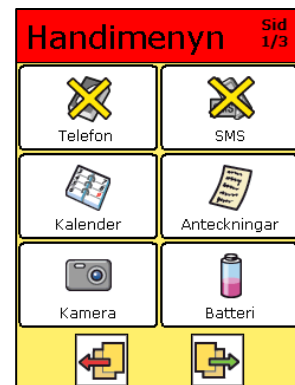 Handimenyn
Sid
1/3
Telefon
SMS
Kalender
Anteckningar
Kamera
Batteri